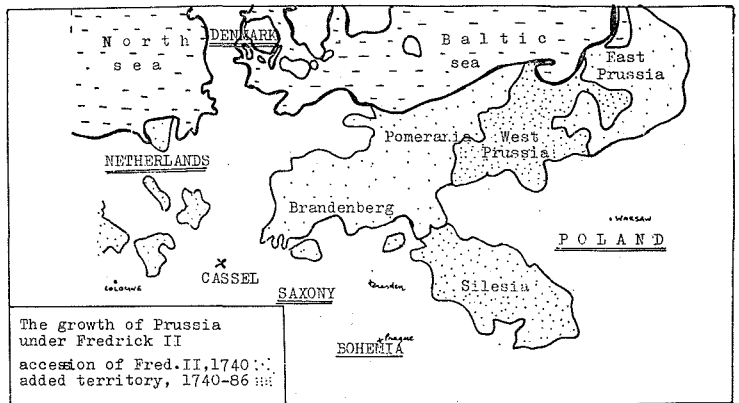 North
sea
DENMARK
Baltic
sea
East
Prussia
Pomerania
West
Prussia
NETHERLANDS
Brandenberg
WARSAW
POLAND
COLOGNE
CASSEL
SAXONY
Dresden
Silesia
Prague
BOHEMIA
The growth of Prussia
under Fredrick II
accession of Fred.II,1740
added territory, 1740-86